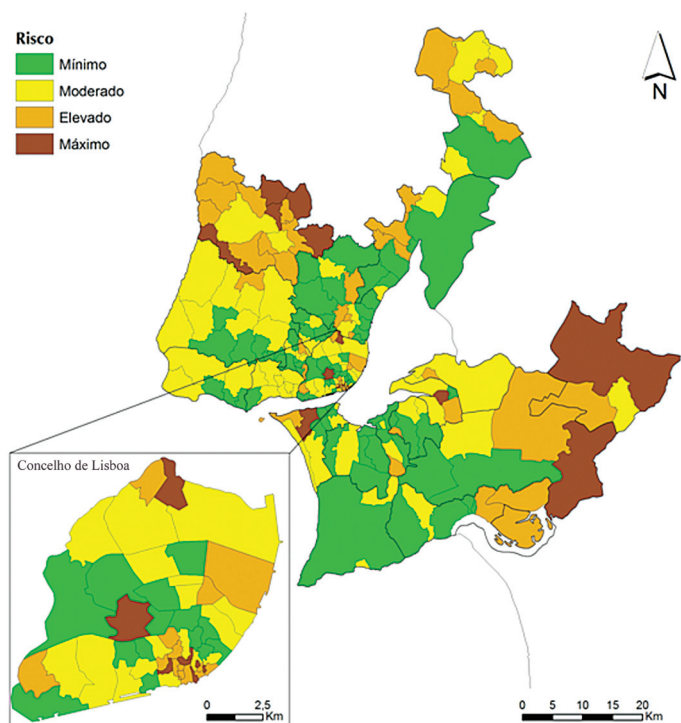 Risco
Mínimo
Moderado
Elevado
Máximo
N
Concelho de Lisboa
0 2,5
Km
0 5 10 15 20
Km